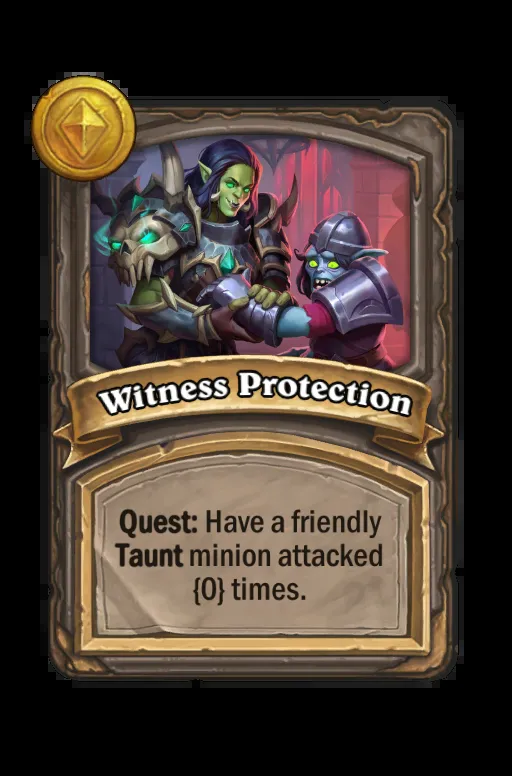 Witness Protection
Quest: Have a friendly
Taunt minion attacked
{0} times.